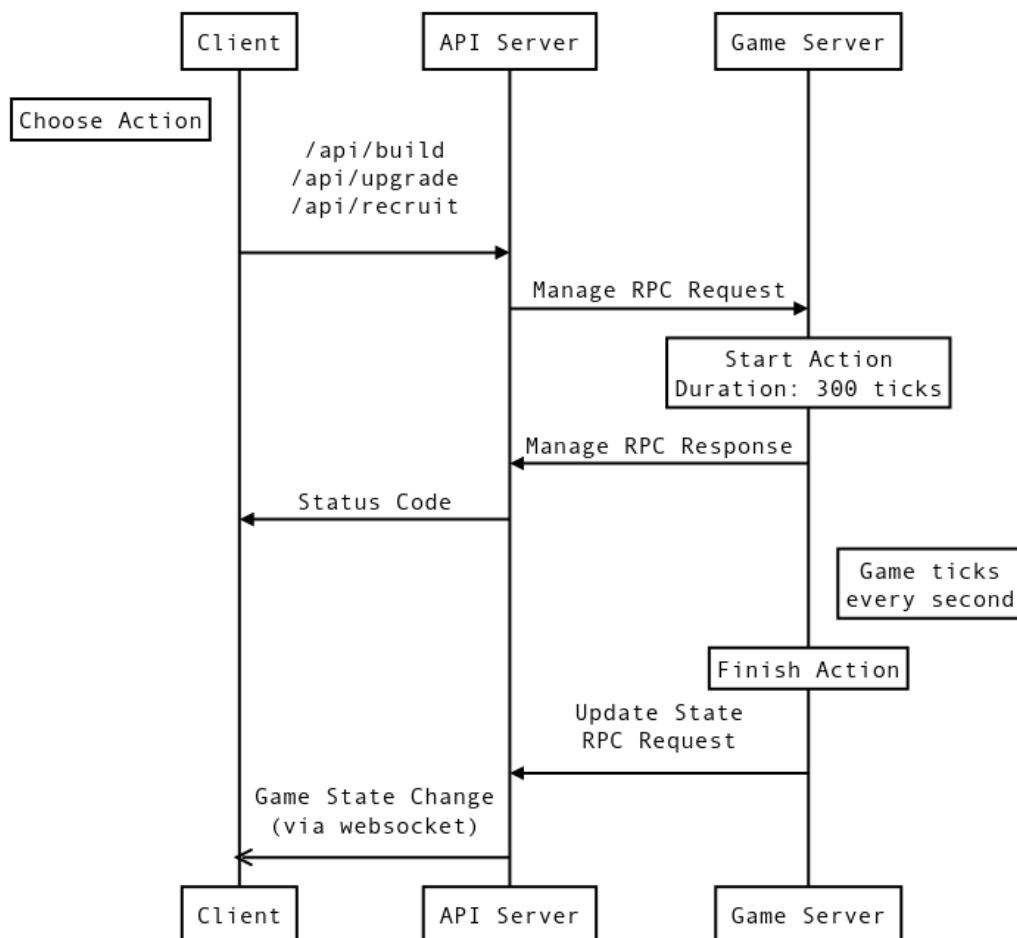 Client
API Server
Game Server
Choose Action
/api/build
/api/upgrade
/api/recruit
Manage RPC Request
Start Action
Duration: 300 ticks
Manage RPC Response
Status Code
Game ticks
every second
Finish Action
Update State
RPC Request
Game State Change
(via websocket)
Client
API Server
Game Server